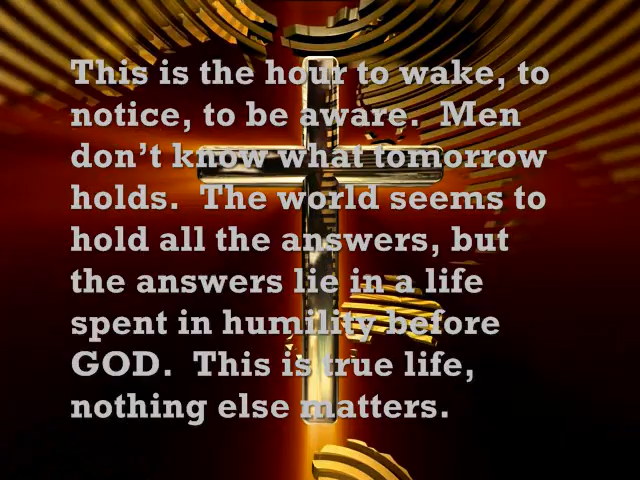 This is the hour to wake, to
notice, to be aware.  Men
don’t know what tomorrow
holds.  The world seems to
hold all the answers, but
the answers lie in a life
spent in humility before
GOD.  This is true life,
nothing else matters.